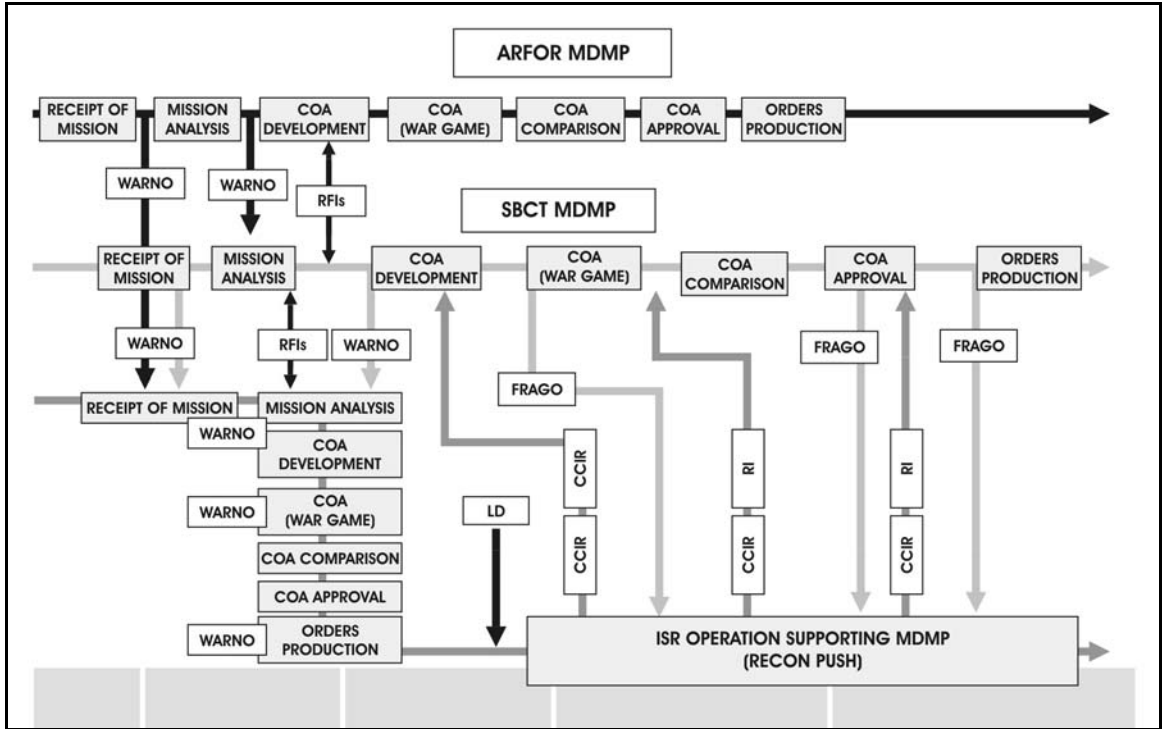 ARFOR MDMP
RECEIPT OF
MISSION
MISSION
ANALYSIS
COA
DEVELOPMENT
COA
(WAR GAME)
COA
COMPARISON
COA
APPROVAL
ORDERS
PRODUCTION
WARNO
WARNO
RFIs
SBCT MDMP
RECEIPT OF
MISSION
MISSION
ANALYSIS
COA
DEVELOPMENT
COA
(WAR GAME)
COA
COMPARISON
COA
APPROVAL
ORDERS
PRODUCTION
WARNO
RFIs
WARNO
FRAGO
FRAGO
FRAGO
RECEIPT OF MISSION
MISSION ANALYSIS
WARNO
COA
DEVELOPMENT
WARNO
COA
(WAR GAME)
COA COMPARISON
COA APPROVAL
WARNO
ORDERS
PRODUCTION
LD
CCIR
CCIR
RI
CCIR
RI
CCIR
ISR OPERATION SUPPORTING MDMP
(RECON PUSH)